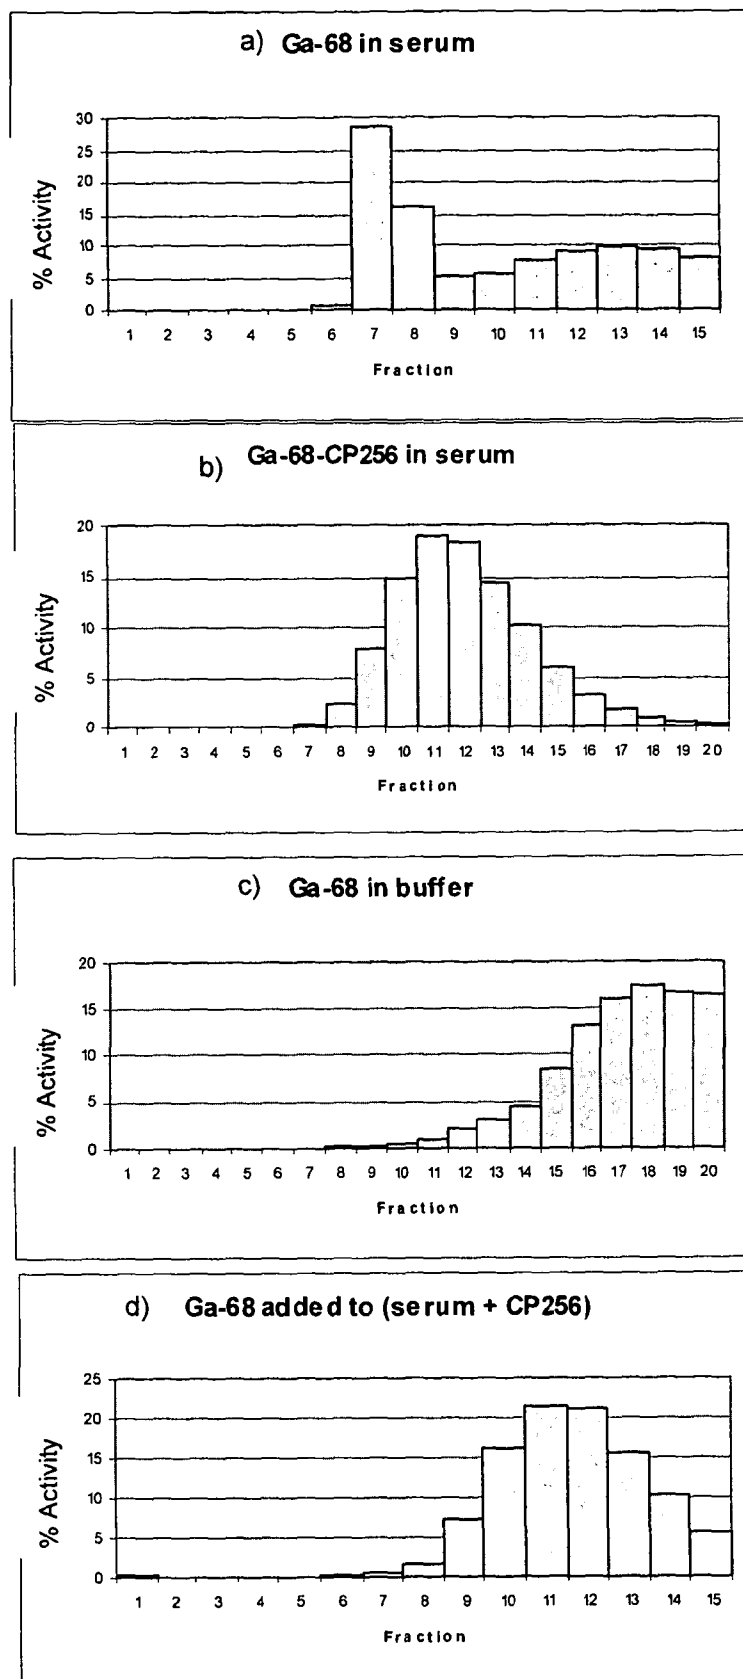 a) Ga-68 in serum
30
25
20
15
10
5
0
% Activity
1 2 3 4 5 6 7 8 9 10 11 12 13 14 15
Fraction
b) Ga-68-CP256 in serum
20
15
10
5
0
% Activity
1 2 3 4 5 6 7 8 9 10 11 12 13 14 15 16 17 18 19 20
Fraction
c) Ga-68 in buffer
20
15
10
5
0
% Activity
1 2 3 4 5 6 7 8 9 10 11 12 13 14 15 16 17 18 19 20
Fraction
d) Ga-68 added to (serum + CP256)
25
20
15
10
5
0
% Activity
1 2 3 4 5 6 7 8 9 10 11 12 13 14 15
Fraction